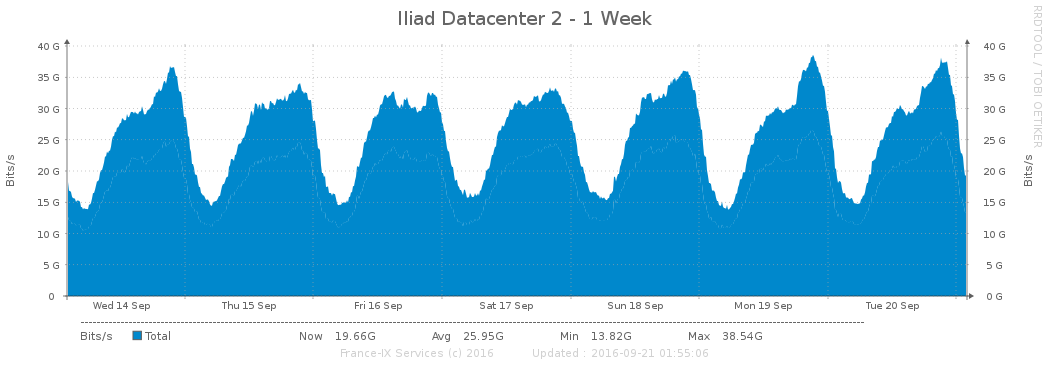 Iliad Datacenter 2 - 1 Week
RRDTOOL / TOBI OETIKER
Bits/s
40 G 40 G
35 G 35 G
30 G 30 G
25 G 25 G
20 G 20 G
15 G 15 G
10 G 10 G
5 G 5 G
0 0 G
Bits/s
Wed 14 Sep Thu 15 Sep Fri 16 Sep Sat 17 Sep Sun 18 Sep Mon 19 Sep Tue 20 Sep
Bits/s Total Now 19.66G Avg 25.95G Min 13.82G Max 38.54G
France-IX Services (c) 2016 Updated : 2016-09-21 01:55:06